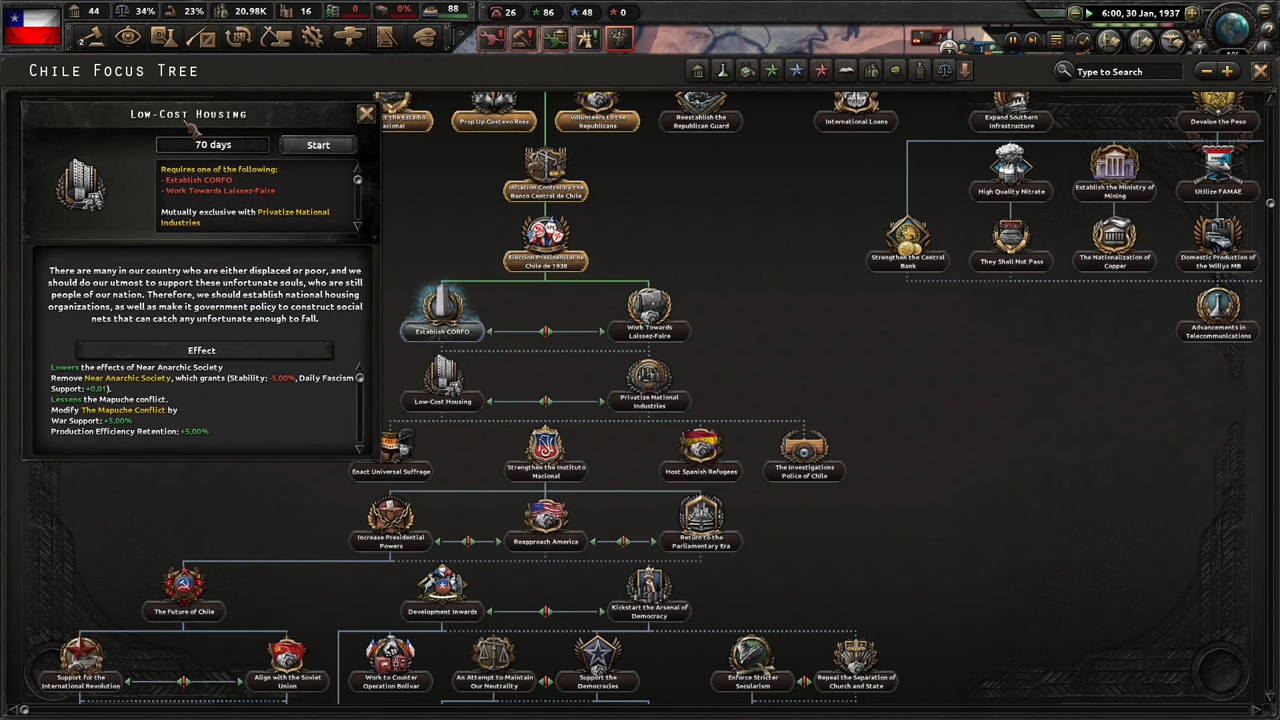 44 34% 23% 20.98K 16 0 0% 88 26 86 48 0 6:00, 30 Jan, 1937
2
CHILE FOCUS TREE
Type to Search
LOW-COST HOUSING
70 days Start
Requires one of the following:
- Establish CORFO
- Work Towards Laissez-Faire
Mutually exclusive with Privatize National
Industries
There are many in our country who are either displaced or poor, and we
should do our utmost to support these unfortunate souls, who are still
people of our nation. Therefore, we should establish national housing
organizations, as well as make it government policy to construct social
nets that can catch any unfortunate enough to fall.
Effect
Lowers the effects of Near Anarchic Society
Remove Near Anarchic Society, which grants (Stability: -5.00%, Daily Fascism
Support: +0.01).
Lessens the Mapuche conflict.
Modify The Mapuche Conflict by
War Support: +5.00%
Production Efficiency Retention: +5.00%
Prop Up Gustavo Ross
Volunteers to the
Republicans
Reestablish the
Republican Guard
International Loans
Expand Southern
Infrastructure
Devalue the Peso
Inflation Control by the
Banco Central de Chile
High Quality Nitrate
Establish the Ministry of
Mining
Utilize FAMAE
Eleccion Presidencial de
Chile de 1938
Strengthen the Central
Bank
They Shall Not Pass
The Nationalization of
Copper
Domestic Production of
the Willys MB
Establish CORFO
Work Towards
Laissez-Faire
Advancements in
Telecommunications
Low-Cost Housing
Privatize National
Industries
Enact Universal Suffrage
Strengthen the Instituto
Nacional
Host Spanish Refugees
The Investigations
Police of Chile
Increase Presidential
Powers
Reapproach America
Return to the
Parliamentary Era
The Future of Chile
Development Inwards
Kickstart the Arsenal of
Democracy
Support for the
International Revolution
Align with the Soviet
Union
Work to Counter
Operation Bolivar
An Attempt to Maintain
Our Neutrality
Support the
Democracies
Enforce Stricter
Secularism
Repeal the Separation of
Church and State